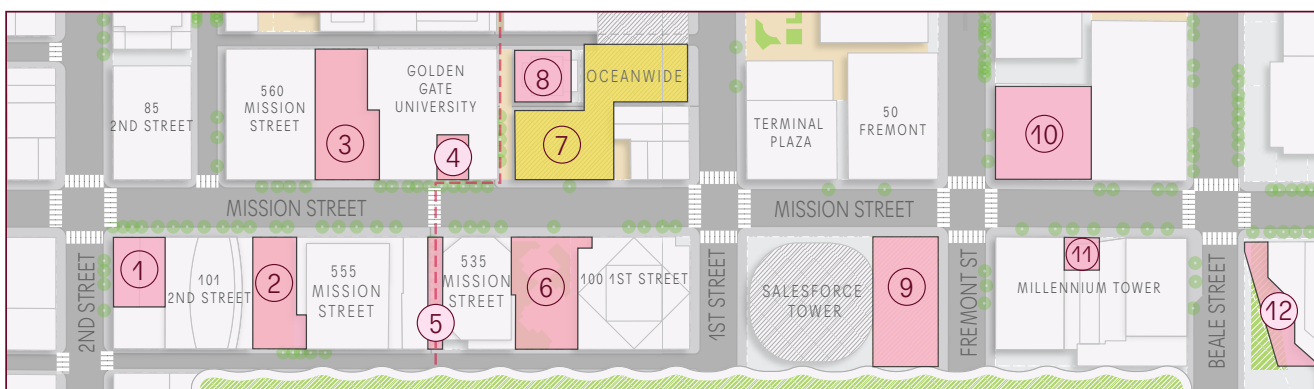 85
2ND STREET
560
MISSION
STREET
3
GOLDEN
GATE
UNIVERSITY
4
8
OCEANWIDE
7
TERMINAL
PLAZA
50
FREMONT
10
MISSION STREET
MISSION STREET
2ND STREET
1
101
2ND STREET
2
555
MISSION
STREET
5
535
MISSION
STREET
6
100 1ST STREET
1ST STREET
SALESFORCE
TOWER
9
FREMONT ST
11
MILLENNIUM TOWER
BEALE STREET
12